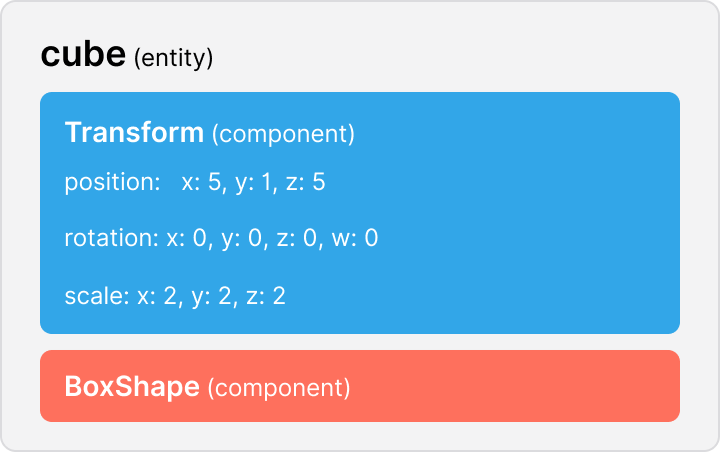 cube (entity)
Transform (component)
position: x: 5, y: 1, z: 5
rotation: x: 0, y: 0, z: 0, w: 0
scale: x: 2, y: 2, z: 2
BoxShape (component)